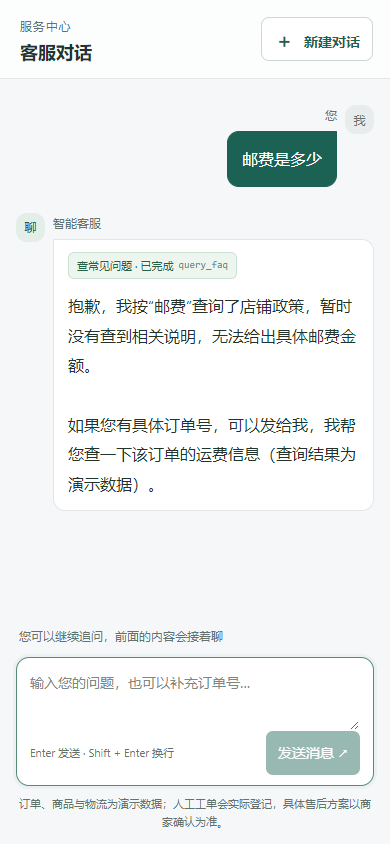 服务中心
客服对话
+ 新建对话
您
我
邮费是多少
聊
智能客服
查常见问题 · 已完成 query_faq
抱歉，我按“邮费”查询了店铺政策，暂时
没有查到相关说明，无法给出具体邮费金
额。
如果您有具体订单号，可以发给我，我帮
您查一下该订单的运费信息（查询结果为
演示数据）。
您可以继续追问，前面的内容会接着聊
输入您的问题，也可以补充订单号...
Enter 发送 · Shift + Enter 换行
发送消息 ↗
订单、商品与物流为演示数据；人工工单会实际登记，具体售后方案以商
家确认为准。